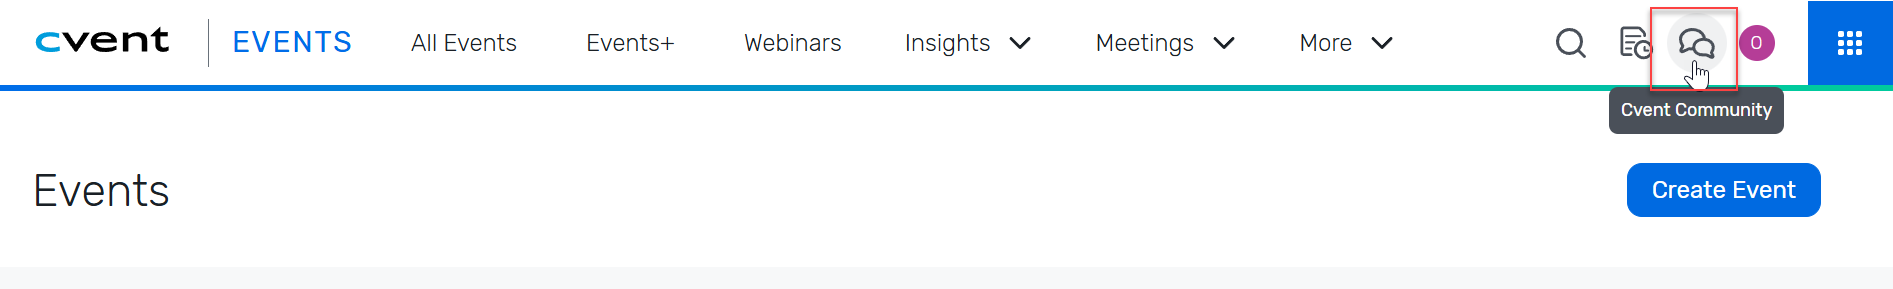 cvent EVENTS All Events Events+ Webinars Insights Meetings More O
Cvent Community
Events Create Event